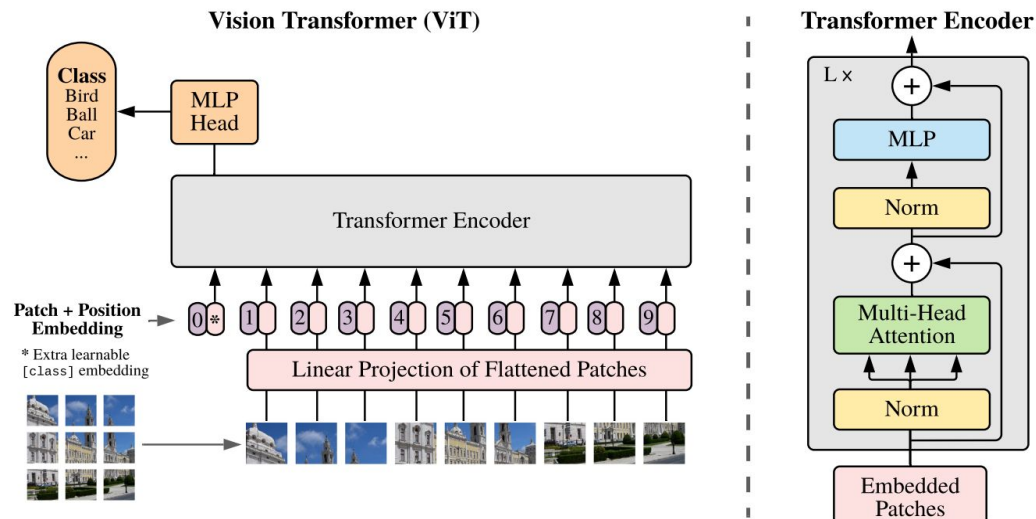 Vision Transformer (ViT)
Class
Bird
Ball
Car
...
MLP
Head
Transformer Encoder
Patch + Position
Embedding
* Extra learnable
[class] embedding
0 * 1 2 3 4 5 6 7 8 9
Linear Projection of Flattened Patches
Transformer Encoder
L ×
+
MLP
Norm
+
Multi-Head
Attention
Norm
Embedded
Patches